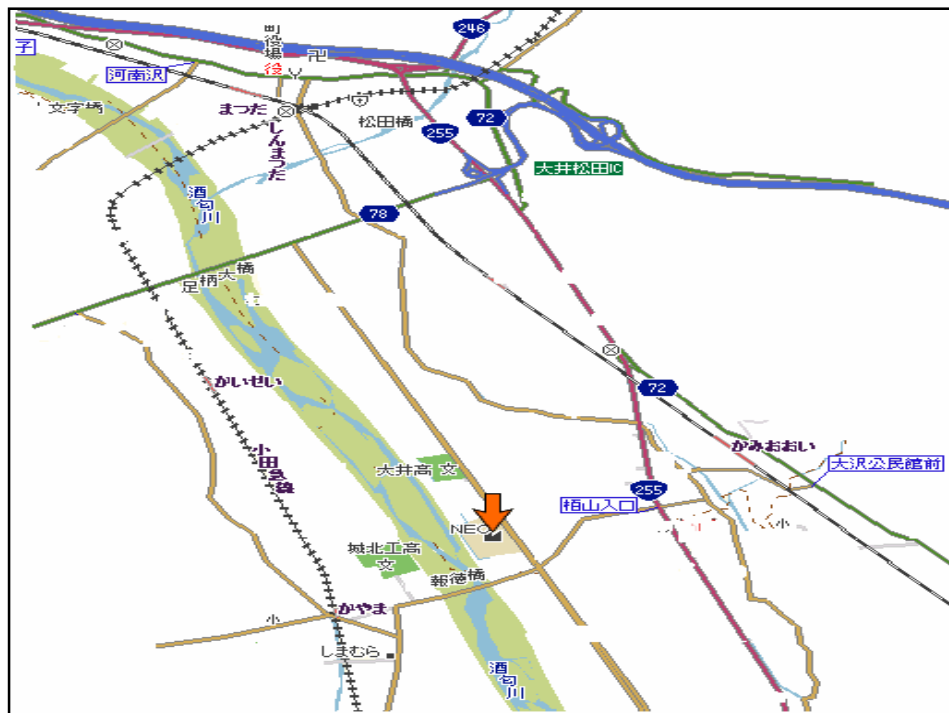 246
町役場
役
卍
子
河南沢
文字橋
まつだ
しんまつだ
松田橋
255
72
大井松田IC
酒匂川
78
足柄大橋
かいせい
小田急線
72
かみおおい
大沢公民館前
大井高
文
255
栢山入口
小
NEC
城北工高
文
報徳橋
かやま
小
しまむら
酒匂川